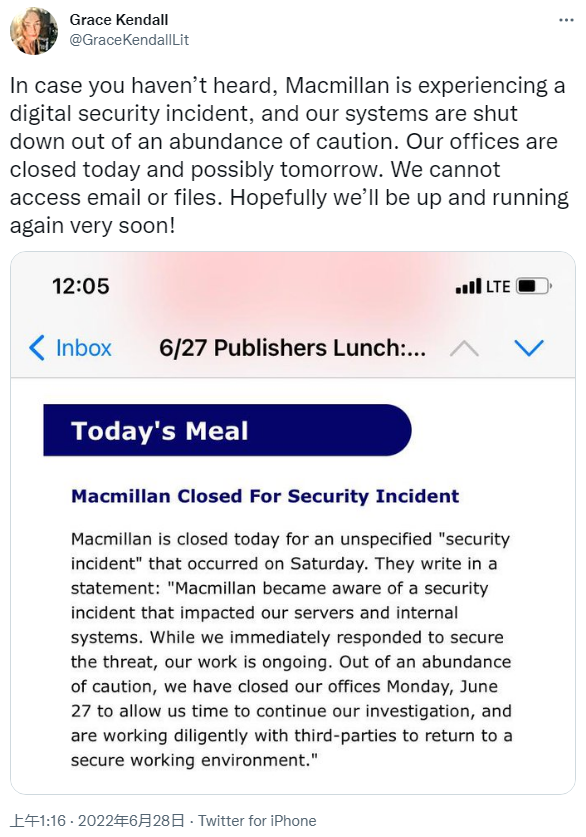 Grace Kendall
@GraceKendallLit
In case you haven’t heard, Macmillan is experiencing a
digital security incident, and our systems are shut
down out of an abundance of caution. Our offices are
closed today and possibly tomorrow. We cannot
access email or files. Hopefully we’ll be up and running
again very soon!
12:05
LTE
Inbox
6/27 Publishers Lunch:...
Today's Meal
Macmillan Closed For Security Incident
Macmillan is closed today for an unspecified "security
incident" that occurred on Saturday. They write in a
statement: "Macmillan became aware of a security
incident that impacted our servers and internal
systems. While we immediately responded to secure
the threat, our work is ongoing. Out of an abundance
of caution, we have closed our offices Monday, June
27 to allow us time to continue our investigation, and
are working diligently with third-parties to return to a
secure working environment."
上午1:16 · 2022年6月28日 · Twitter for iPhone